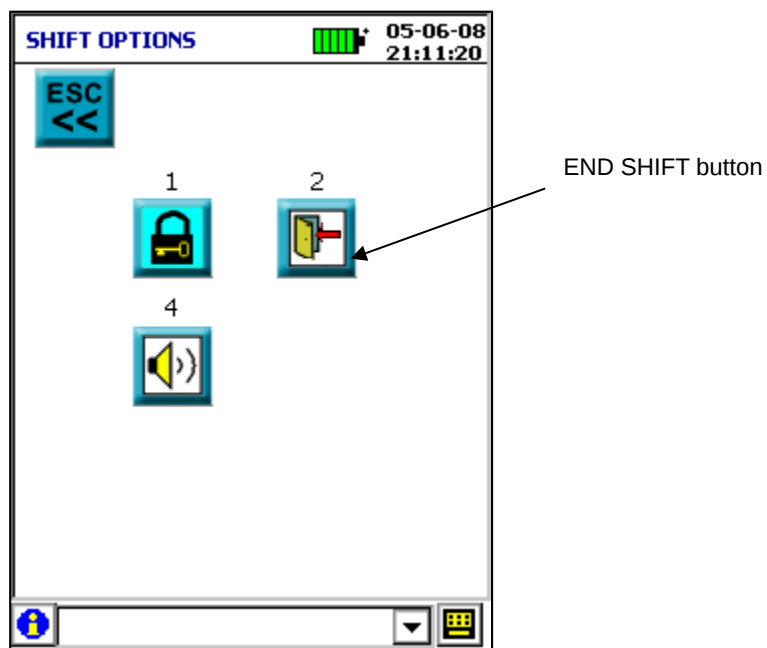 SHIFT OPTIONS
05-06-08
21:11:20
ESC
<<
END SHIFT button
1
2
4